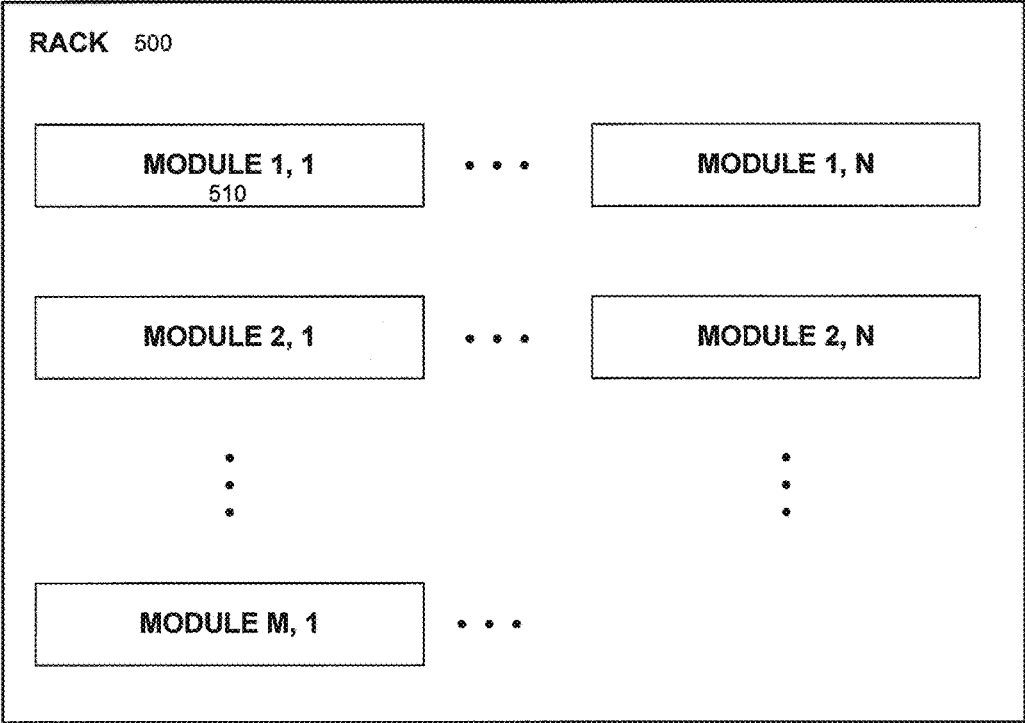 RACK 500
MODULE 1, 1 • • • MODULE 1, N
510
MODULE 2, 1 • • • MODULE 2, N
MODULE M, 1 • • •